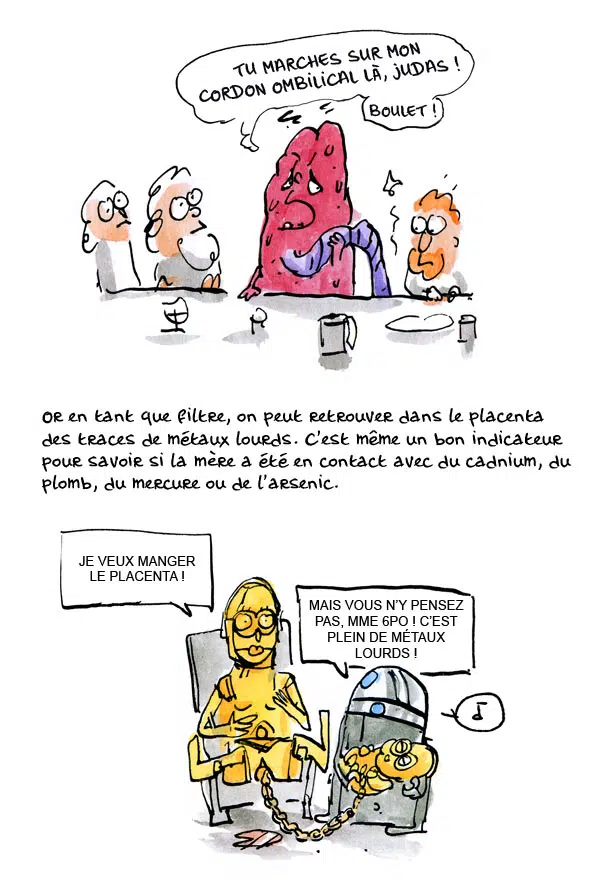 TU MARCHES SUR MON
CORDON OMBILICAL LÀ, JUDAS !
BOULET !
OR en tant que filtre, on peut retrouver dans le placenta
des traces de métaux lourds. C'est même un bon indicateur
pour savoir si la mère a été en contact avec du cadnium, du
plomb, du mercure ou de l'arsenic.
JE VEUX MANGER
LE PLACENTA !
MAIS VOUS N'Y PENSEZ
PAS, MME 6PO ! C'EST
PLEIN DE MÉTAUX
LOURDS !